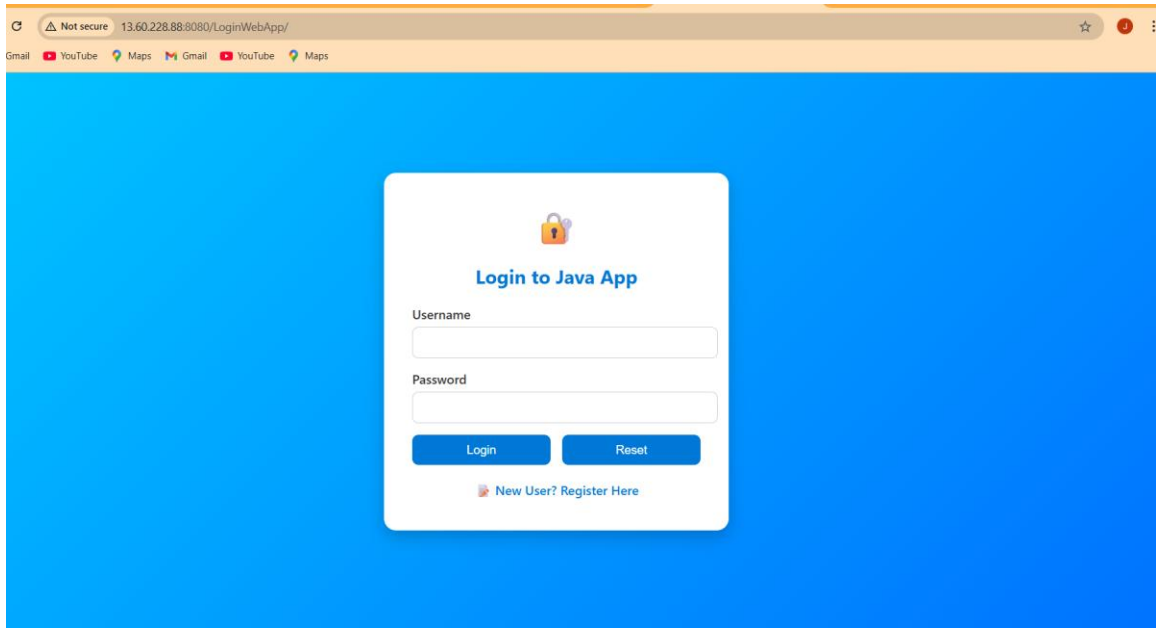 Not secure 13.60.228.88:8080/LoginWebApp/ J
Gmail YouTube Maps Gmail YouTube Maps
Login to Java App
Username
Password
Login Reset
New User? Register Here